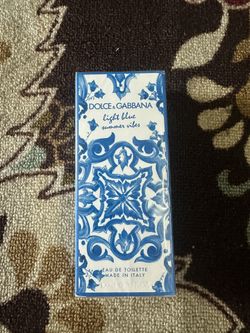 DOLCE & GABBANA
light blue
summer vibes
EAU DE TOILETTE
MADE IN ITALY